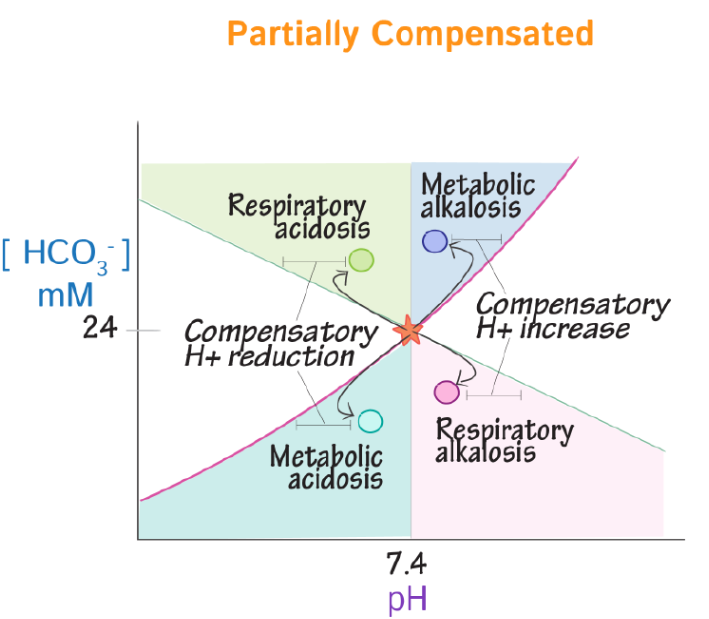 Partially Compensated
Metabolic
alkalosis
Respiratory
acidosis
[ HCO₃⁻ ]
mM
24
Compensatory
H+ increase
Compensatory
H+ reduction
Respiratory
alkalosis
Metabolic
acidosis
7.4
pH